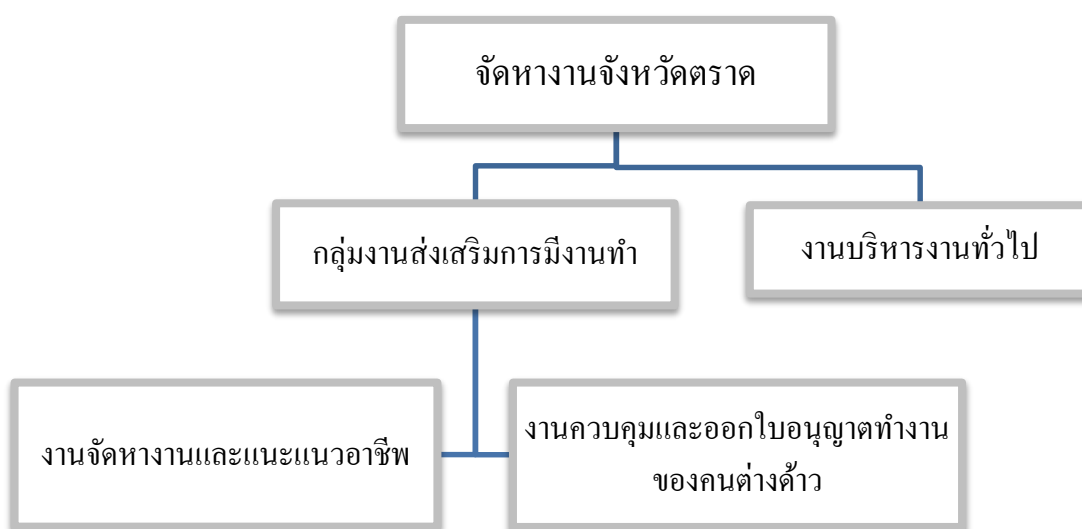 จัดหางานจังหวัดตราด
กลุ่มงานส่งเสริมการมีงานทำ
งานบริหารงานทั่วไป
งานจัดหางานและแนะแนวอาชีพ
งานควบคุมและออกใบอนุญาตทำงาน
ของคนต่างด้าว